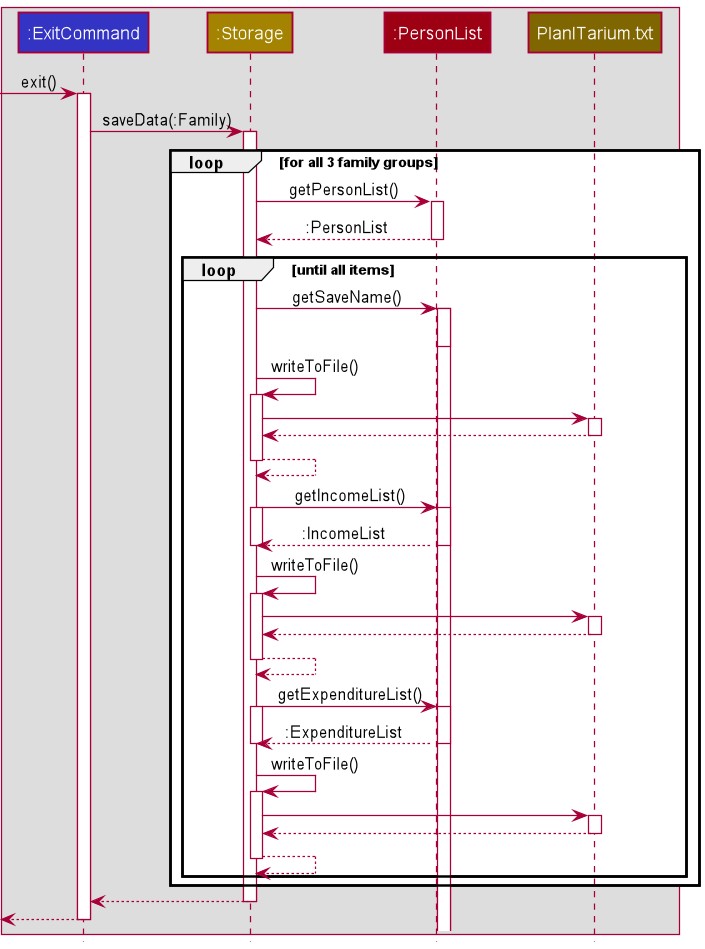 :ExitCommand
:Storage
:PersonList
PlanITarium.txt
exit()
saveData(:Family)
loop
[for all 3 family groups]
getPersonList()
:PersonList
loop
[until all items]
getSaveName()
writeToFile()
getIncomeList()
:IncomeList
writeToFile()
getExpenditureList()
:ExpenditureList
writeToFile()